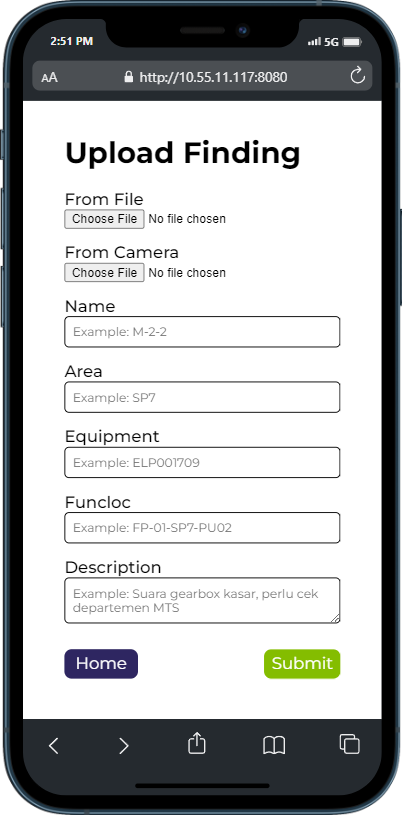 2:51 PM
5G
AA
http://10.55.11.117:8080
Upload Finding
From File
Choose File No file chosen
From Camera
Choose File No file chosen
Name
Example: M-2-2
Area
Example: SP7
Equipment
Example: ELP001709
Funcloc
Example: FP-01-SP7-PU02
Description
Example: Suara gearbox kasar, perlu cek
departemen MTS
Home
Submit